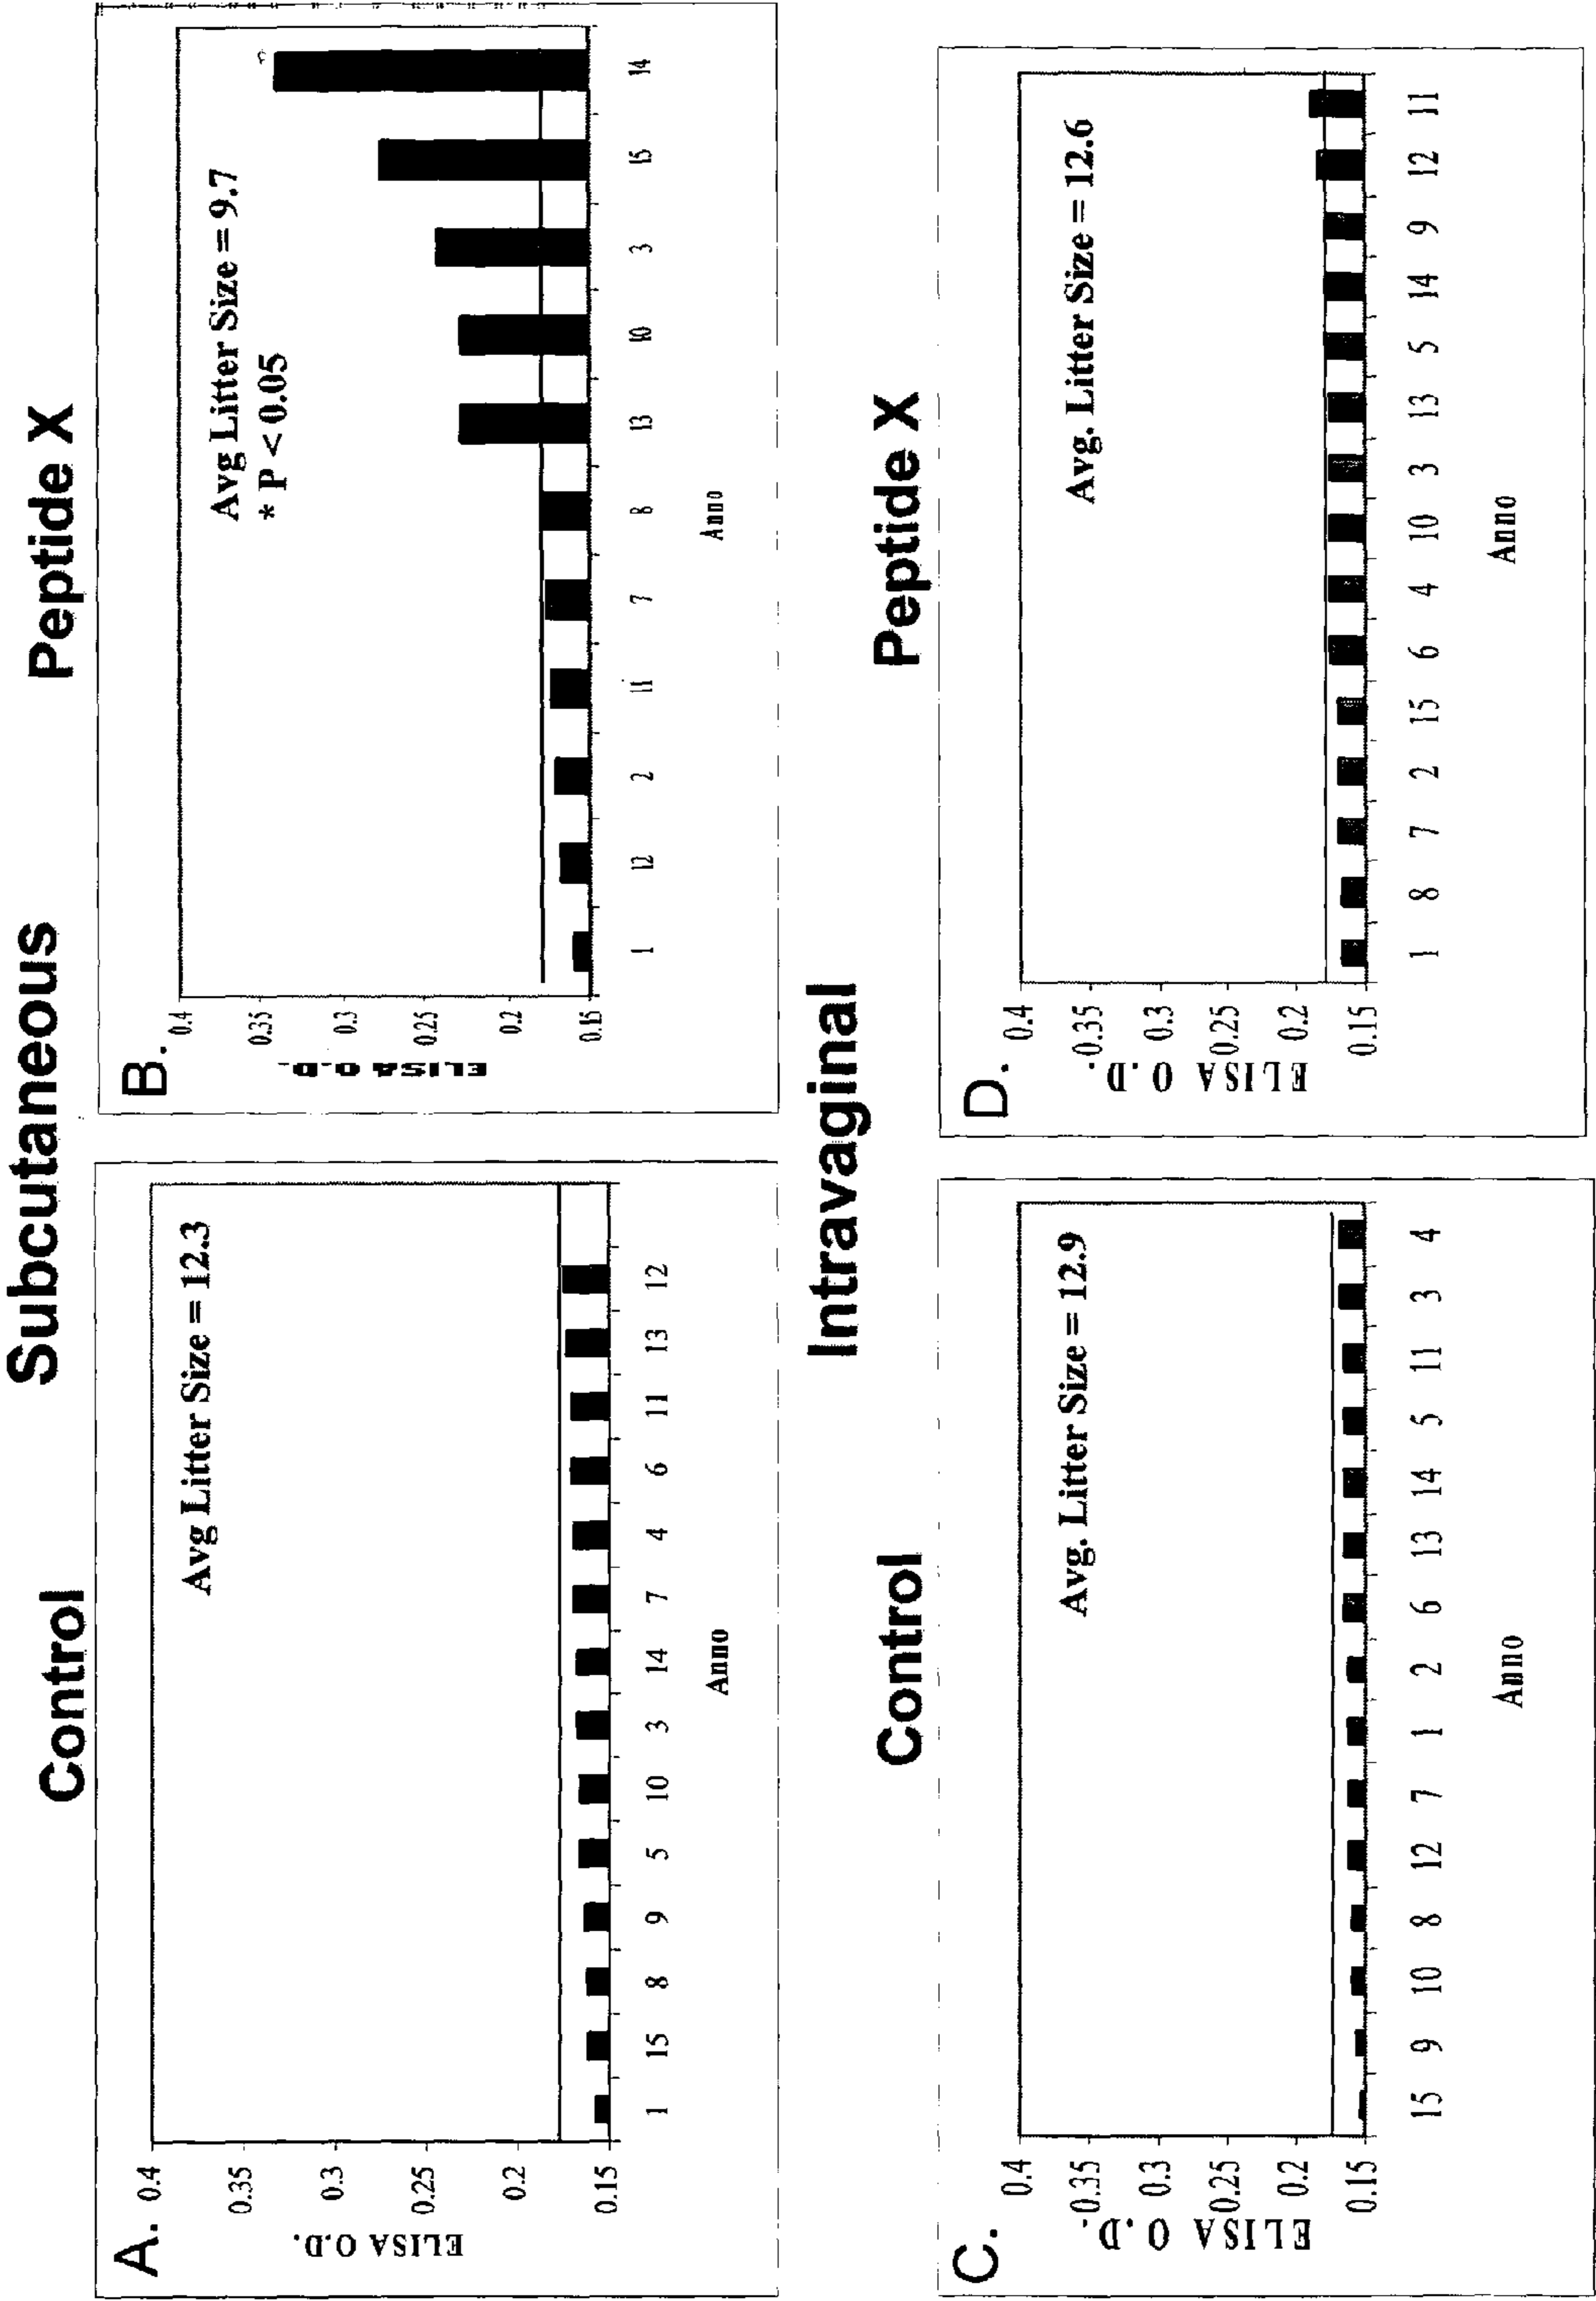 Subcutaneous
Control
Peptide X
A.
Avg Litter Size = 12.3
0.4
0.35
0.3
0.25
0.2
0.15
ELISA O.D.
1 15 8 9 5 10 3 14 7 4 6 11 13 12
Anno
B.
Avg Litter Size = 9.7
* P < 0.05
0.4
0.35
0.3
0.25
0.2
0.15
ELISA O.D.
1 12 2 11 7 8 13 10 3 15 14
Anno
Intravaginal
Control
Peptide X
C.
Avg. Litter Size = 12.9
0.4
0.35
0.3
0.25
0.2
0.15
ELISA O.D.
15 9 10 8 12 7 1 2 6 13 14 5 11 3 4
Anno
D.
Avg. Litter Size = 12.6
0.4
0.35
0.3
0.25
0.2
0.15
ELISA O.D.
1 8 7 2 15 6 4 10 3 13 5 14 9 12 11
Anno